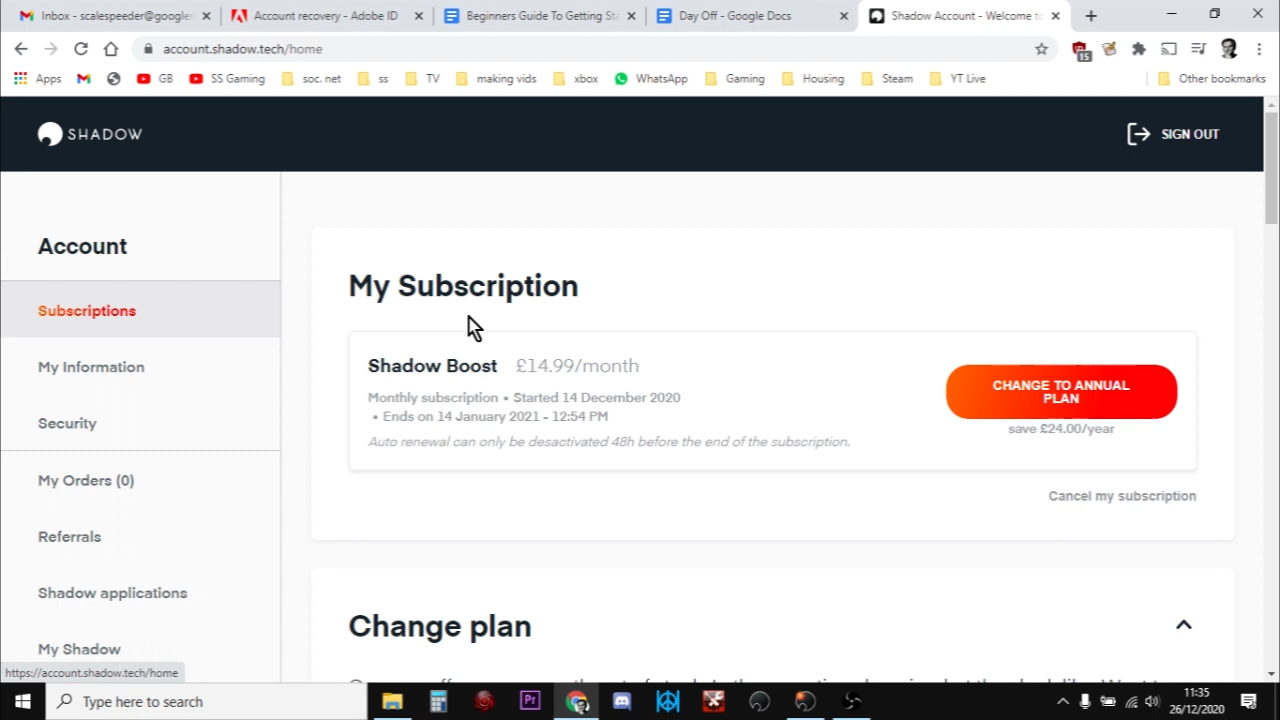 Inbox - scalespeeder@google
Account recovery - Adobe ID
Beginners Guide To Getting Sta
Day Off - Google Docs
Shadow Account - Welcome to
account.shadow.tech/home
15
Apps
GB
SS Gaming
soc. net
ss
TV
making vids
xbox
WhatsApp
Gaming
Housing
Steam
YT Live
Other bookmarks
SHADOW
SIGN OUT
Account
Subscriptions
My Information
Security
My Orders (0)
Referrals
Shadow applications
My Shadow
My Subscription
Shadow Boost £14.99/month
Monthly subscription • Started 14 December 2020
• Ends on 14 January 2021 - 12:54 PM
Auto renewal can only be desactivated 48h before the end of the subscription.
CHANGE TO ANNUAL
PLAN
save £24.00/year
Cancel my subscription
Change plan
https://account.shadow.tech/home
Type here to search
Pr
11:35
26/12/2020